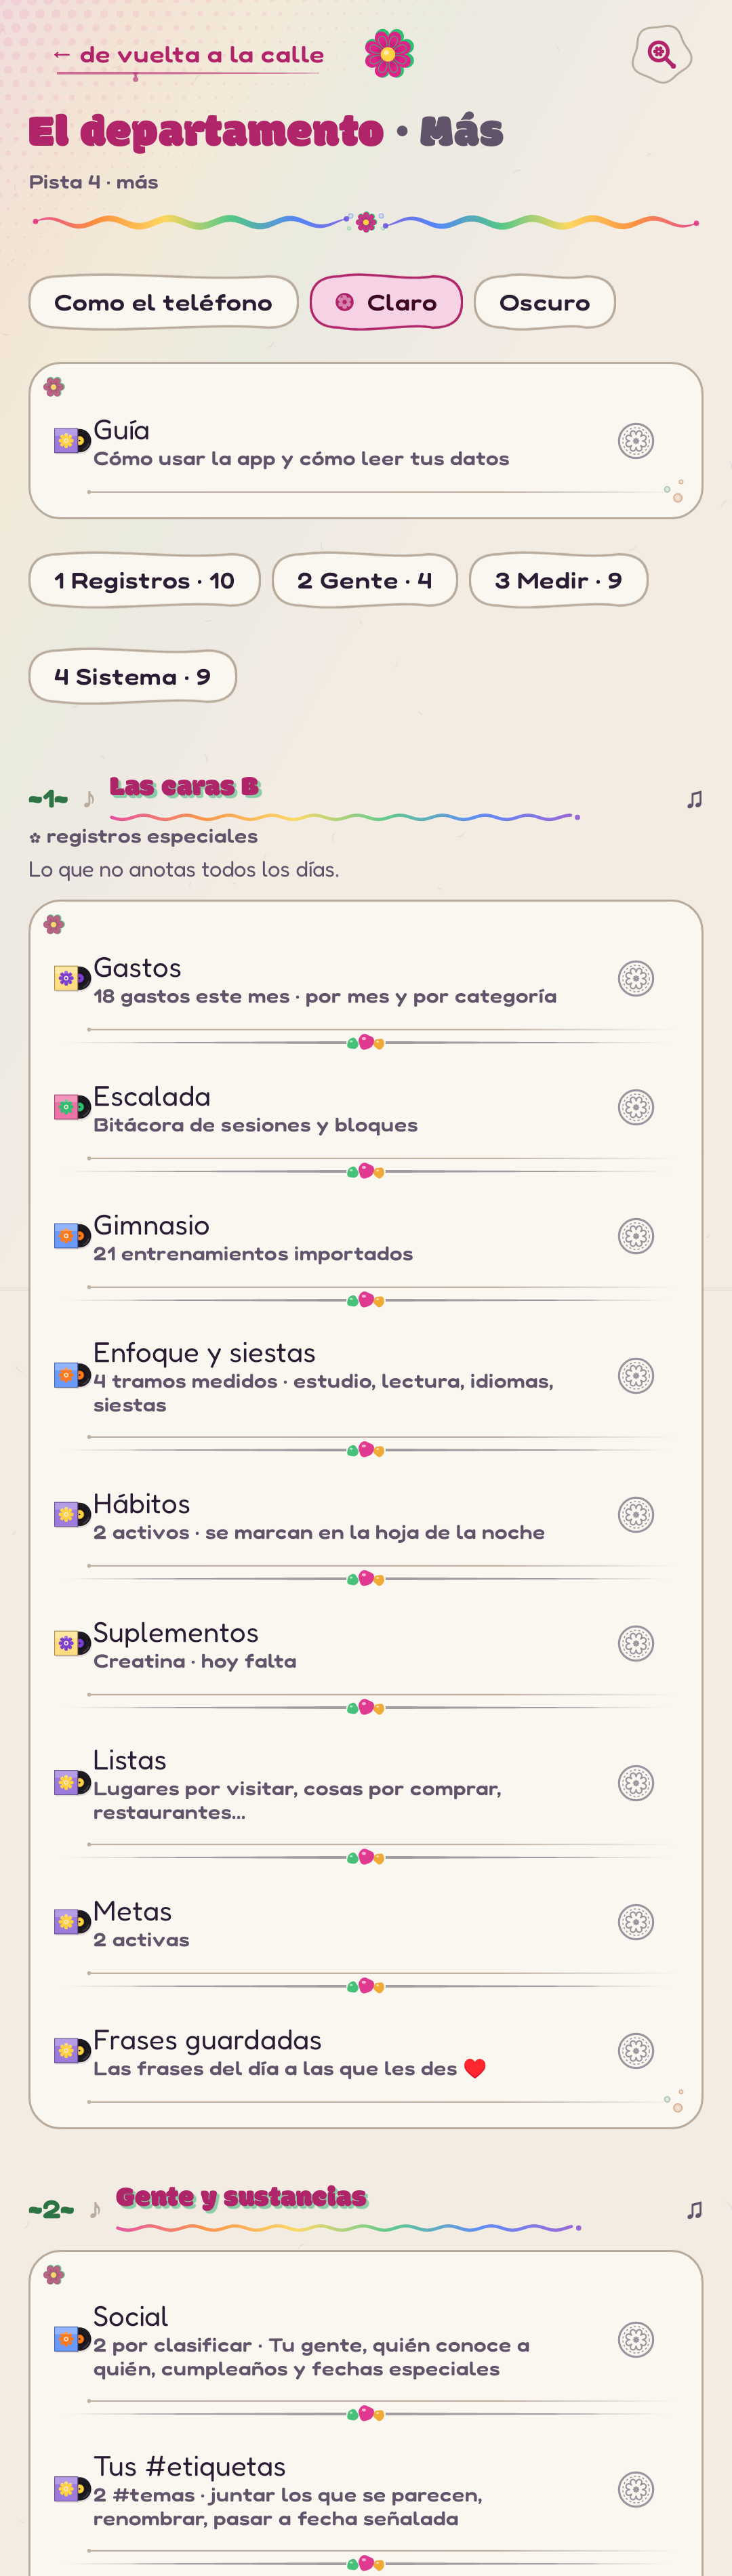 ← de vuelta a la calle
El departamento · Más
Pista 4 · más
Como el teléfono
Claro
Oscuro
Guía
Cómo usar la app y cómo leer tus datos
1 Registros · 10
2 Gente · 4
3 Medir · 9
4 Sistema · 9
~1~ ♪ Las caras B ♫
✿ registros especiales
Lo que no anotas todos los días.
Gastos
18 gastos este mes · por mes y por categoría
Escalada
Bitácora de sesiones y bloques
Gimnasio
21 entrenamientos importados
Enfoque y siestas
4 tramos medidos · estudio, lectura, idiomas,
siestas
Hábitos
2 activos · se marcan en la hoja de la noche
Suplementos
Creatina · hoy falta
Listas
Lugares por visitar, cosas por comprar,
restaurantes...
Metas
2 activas
Frases guardadas
Las frases del día a las que les des ❤️
~2~ ♪ Gente y sustancias ♫
Social
2 por clasificar · Tu gente, quién conoce a
quién, cumpleaños y fechas especiales
Tus #etiquetas
2 #temas · juntar los que se parecen,
renombrar, pasar a fecha señalada